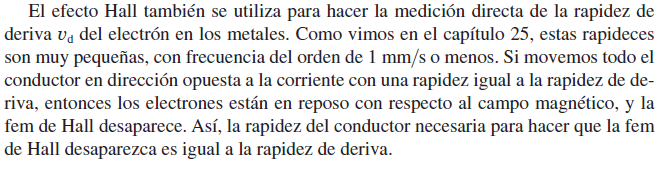 El efecto Hall también se utiliza para hacer la medición directa de la rapidez de
deriva v_d del electrón en los metales. Como vimos en el capítulo 25, estas rapideces
son muy pequeñas, con frecuencia del orden de 1 mm/s o menos. Si movemos todo el
conductor en dirección opuesta a la corriente con una rapidez igual a la rapidez de de-
riva, entonces los electrones están en reposo con respecto al campo magnético, y la
fem de Hall desaparece. Así, la rapidez del conductor necesaria para hacer que la fem
de Hall desaparezca es igual a la rapidez de deriva.